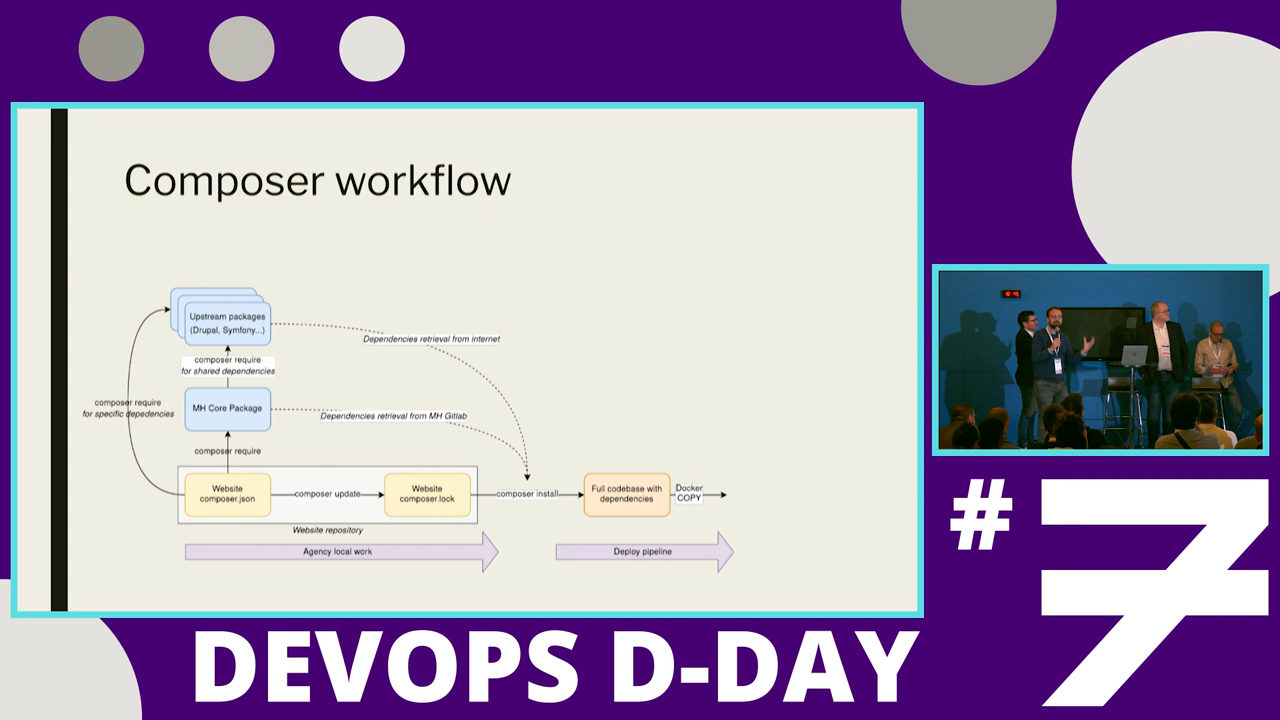 Composer workflow
Upstream packages
(Drupal, Symfony...)
Dependencies retrieval from internet
composer require
for shared dependencies
composer require
for specific depedencies
MH Core Package
Dependencies retrieval from MH Gitlab
composer require
Website
composer.json
composer update
Website
composer.lock
composer install
Full codebase with
dependencies
Docker
COPY
Website repository
Agency local work
Deploy pipeline
#7
DEVOPS D-DAY